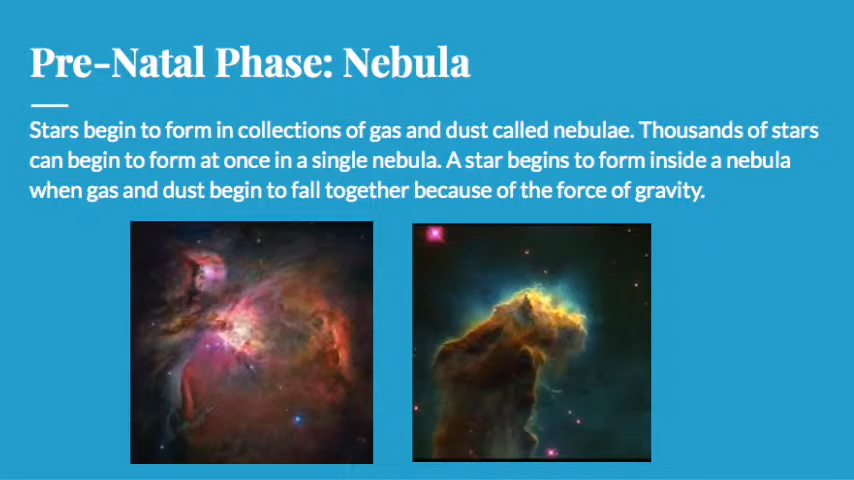 Pre-Natal Phase: Nebula
Stars begin to form in collections of gas and dust called nebulae. Thousands of stars
can begin to form at once in a single nebula. A star begins to form inside a nebula
when gas and dust begin to fall together because of the force of gravity.